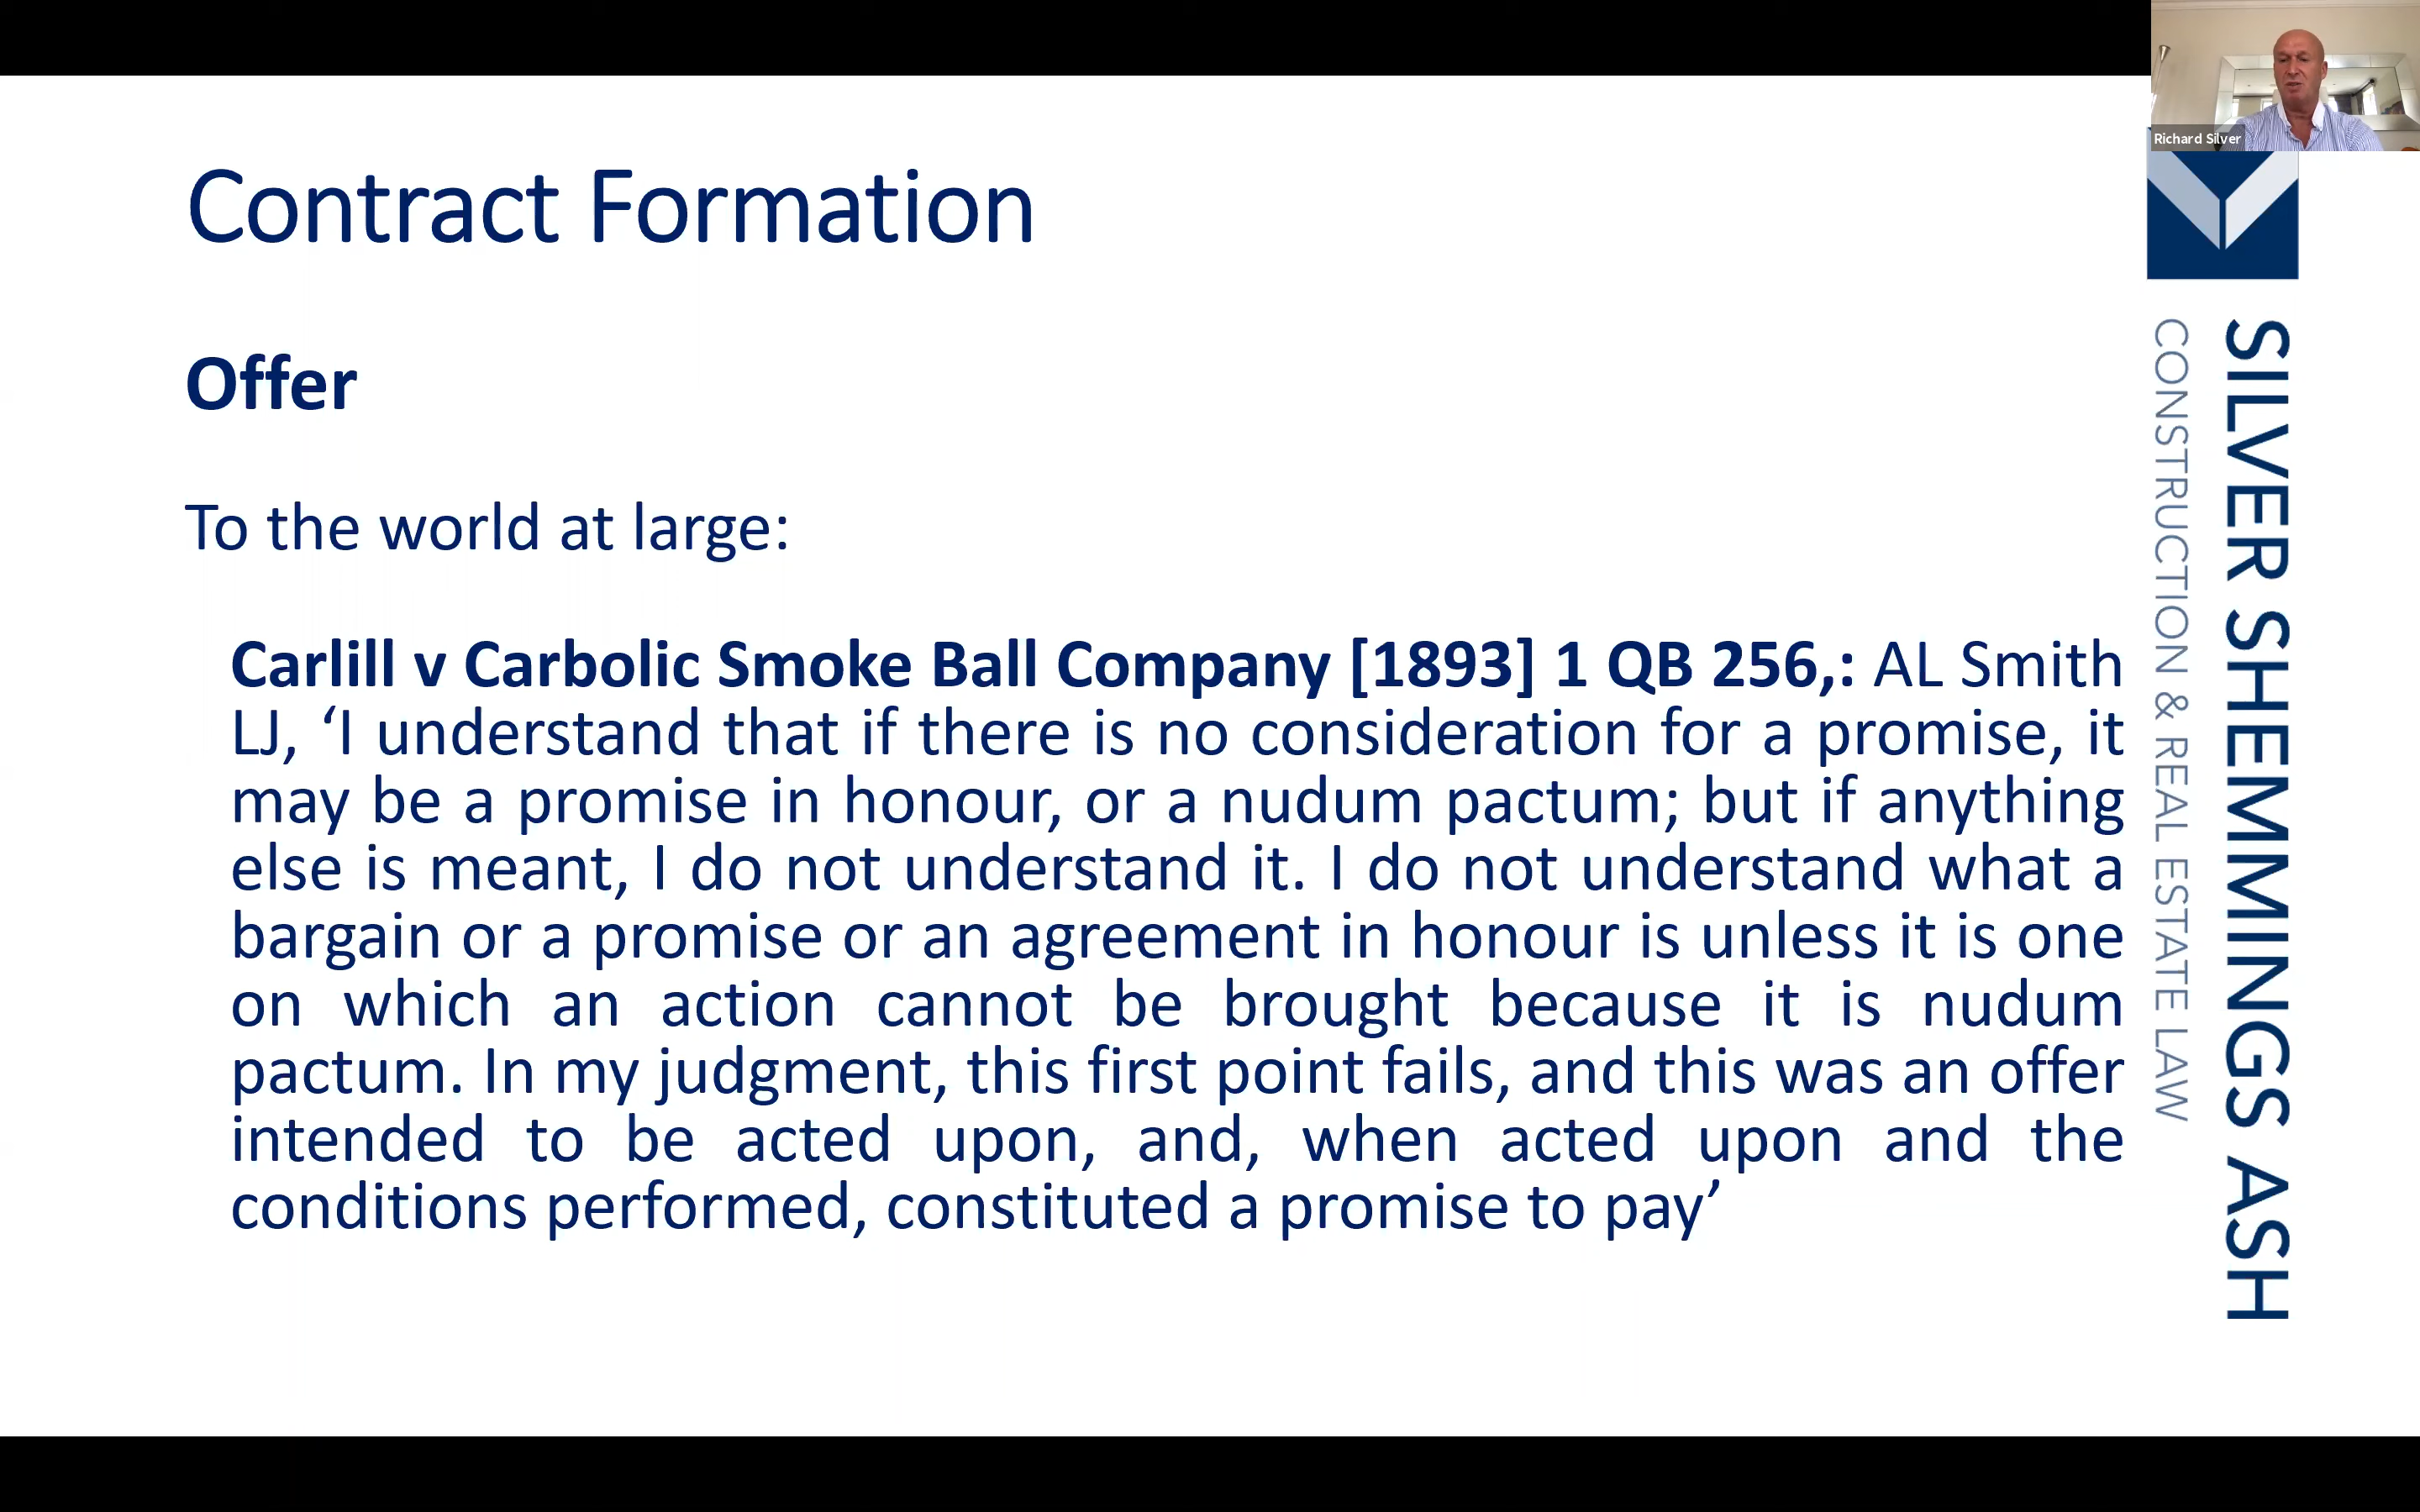 Richard Silver
Contract Formation
Offer
To the world at large:
Carlill v Carbolic Smoke Ball Company [1893] 1 QB 256,: AL Smith
LJ, ‘I understand that if there is no consideration for a promise, it
may be a promise in honour, or a nudum pactum; but if anything
else is meant, I do not understand it. I do not understand what a
bargain or a promise or an agreement in honour is unless it is one
on which an action cannot be brought because it is nudum
pactum. In my judgment, this first point fails, and this was an offer
intended to be acted upon, and, when acted upon and the
conditions performed, constituted a promise to pay’
SILVER SHEMMINGS ASH
CONSTRUCTION & REAL ESTATE LAW